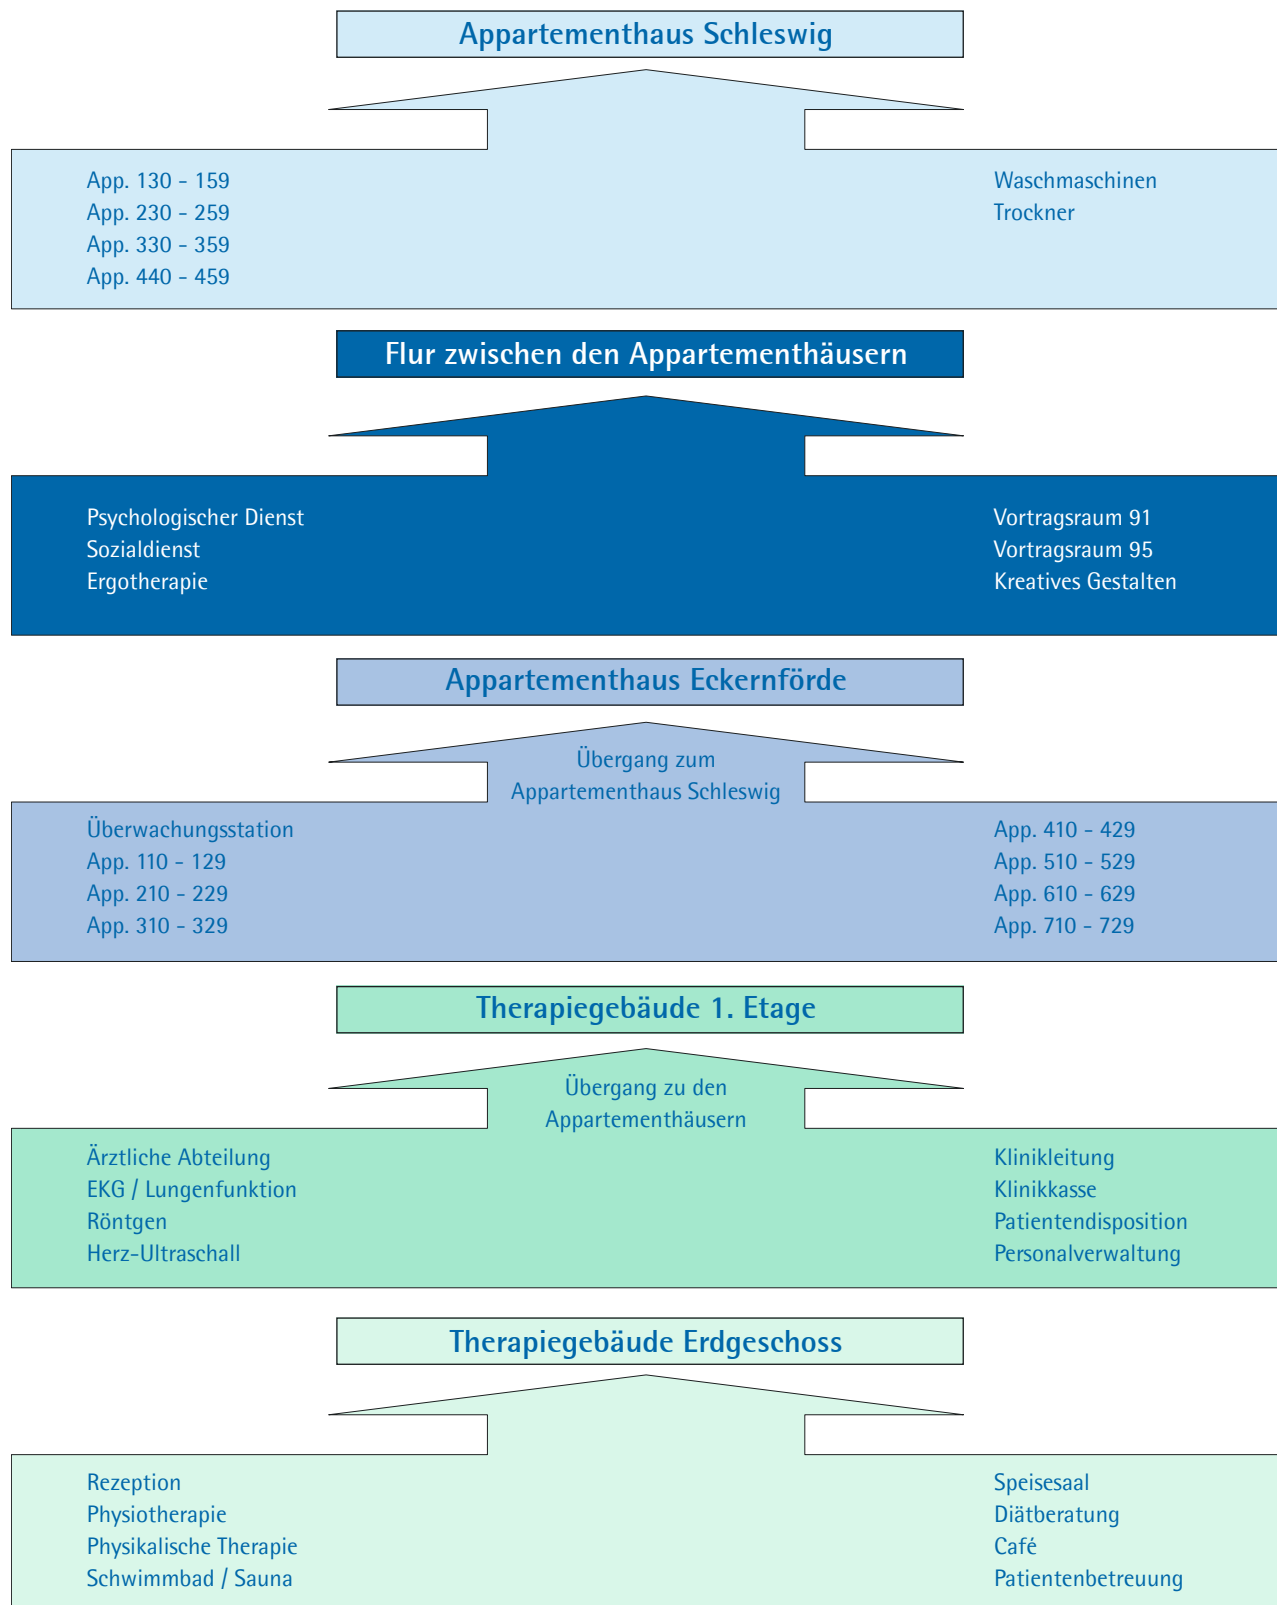 Appartementhaus Schleswig
App. 130 - 159
App. 230 - 259
App. 330 - 359
App. 440 - 459
Waschmaschinen
Trockner
Flur zwischen den Appartementhäusern
Psychologischer Dienst
Sozialdienst
Ergotherapie
Vortragsraum 91
Vortragsraum 95
Kreatives Gestalten
Appartementhaus Eckernförde
Übergang zum
Appartementhaus Schleswig
Überwachungsstation
App. 110 - 129
App. 210 - 229
App. 310 - 329
App. 410 - 429
App. 510 - 529
App. 610 - 629
App. 710 - 729
Therapiegebäude 1. Etage
Übergang zu den
Appartementhäusern
Ärztliche Abteilung
EKG / Lungenfunktion
Röntgen
Herz-Ultraschall
Klinikleitung
Klinikkasse
Patientendisposition
Personalverwaltung
Therapiegebäude Erdgeschoss
Rezeption
Physiotherapie
Physikalische Therapie
Schwimmbad / Sauna
Speisesaal
Diätberatung
Café
Patientenbetreuung